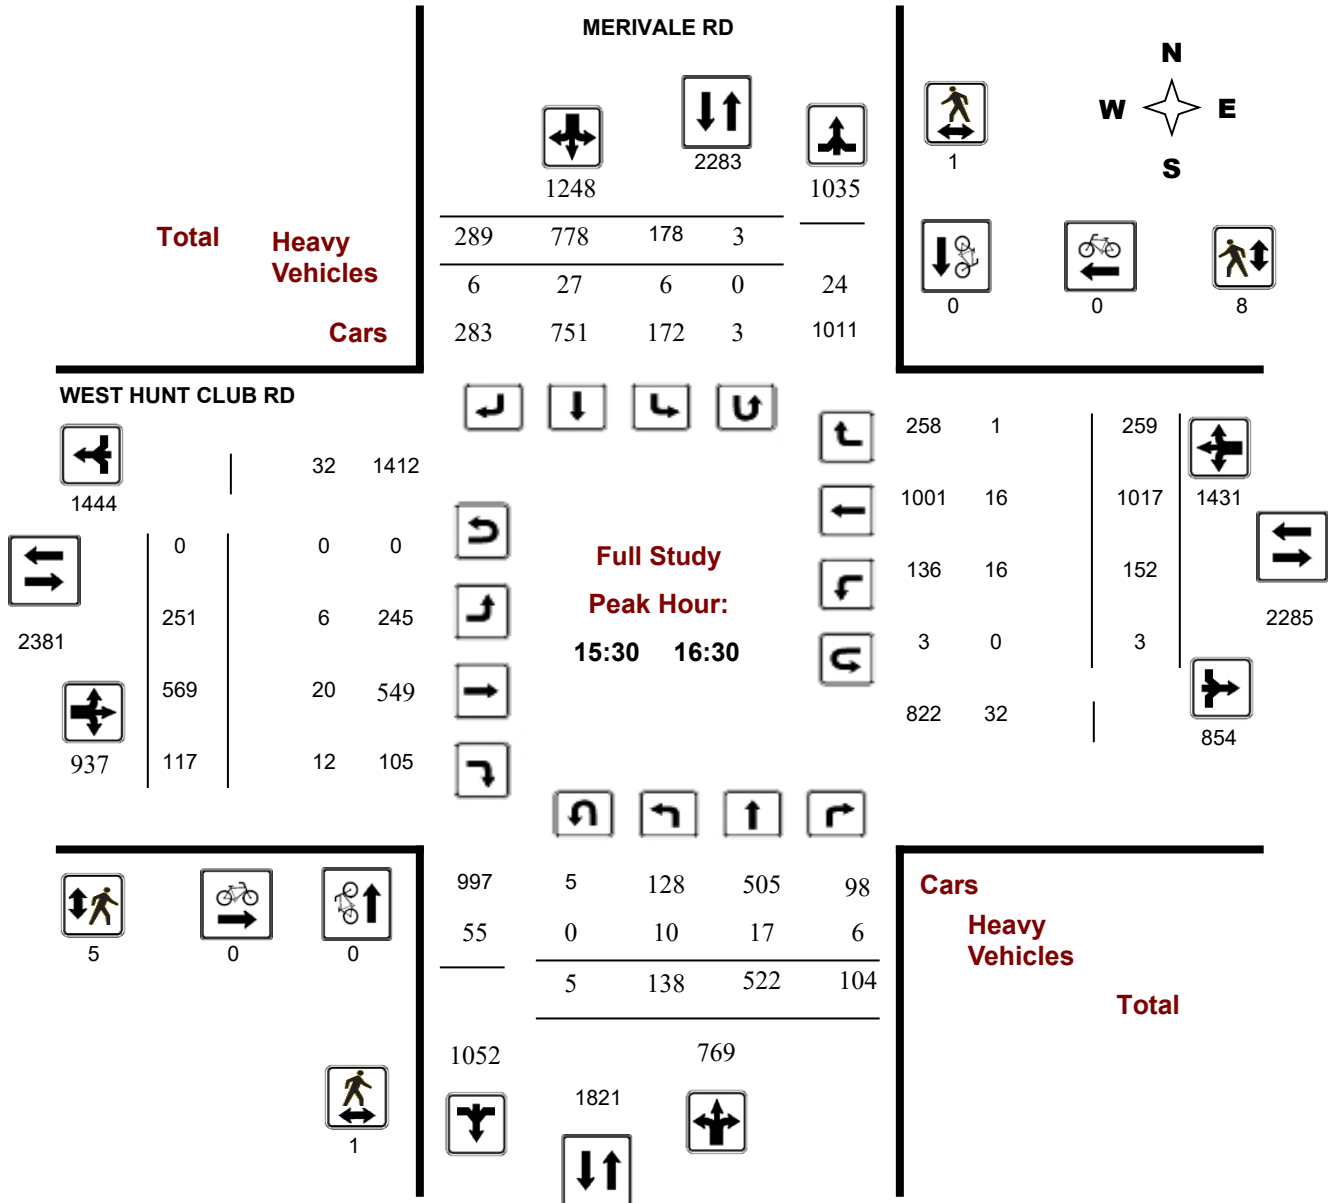 MERIVALE RD
N
W E
S
2283
1
1248 1035
Total Heavy Vehicles
289 778 178 3
6 27 6 0 24
0 0 8
Cars 283 751 172 3 1011
WEST HUNT CLUB RD
258 1 259
32 1412
1444
1001 16 1017 1431
0 0 0
Full Study
136 16 152
Peak Hour:
251 6 245
2285
2381
15:30 16:30
3 0 3
569 20 549
822 32
854
937 117 12 105
997 5 128 505 98
Cars
55 0 10 17 6
Heavy
Vehicles
5 0 0
5 138 522 104
Total
1052 769
1821
1